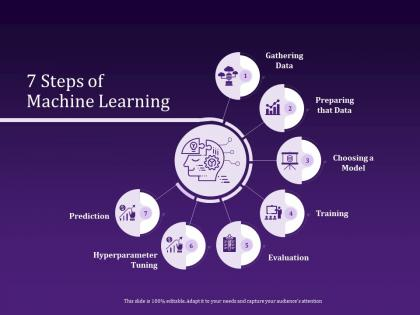 7 Steps of
Machine Learning
1
Gathering
Data
2
Preparing
that Data
3
Choosing a
Model
4
Training
5
Evaluation
6
Hyperparameter
Tuning
7
Prediction
This slide is 100% editable. Adapt it to your needs and capture your audience's attention